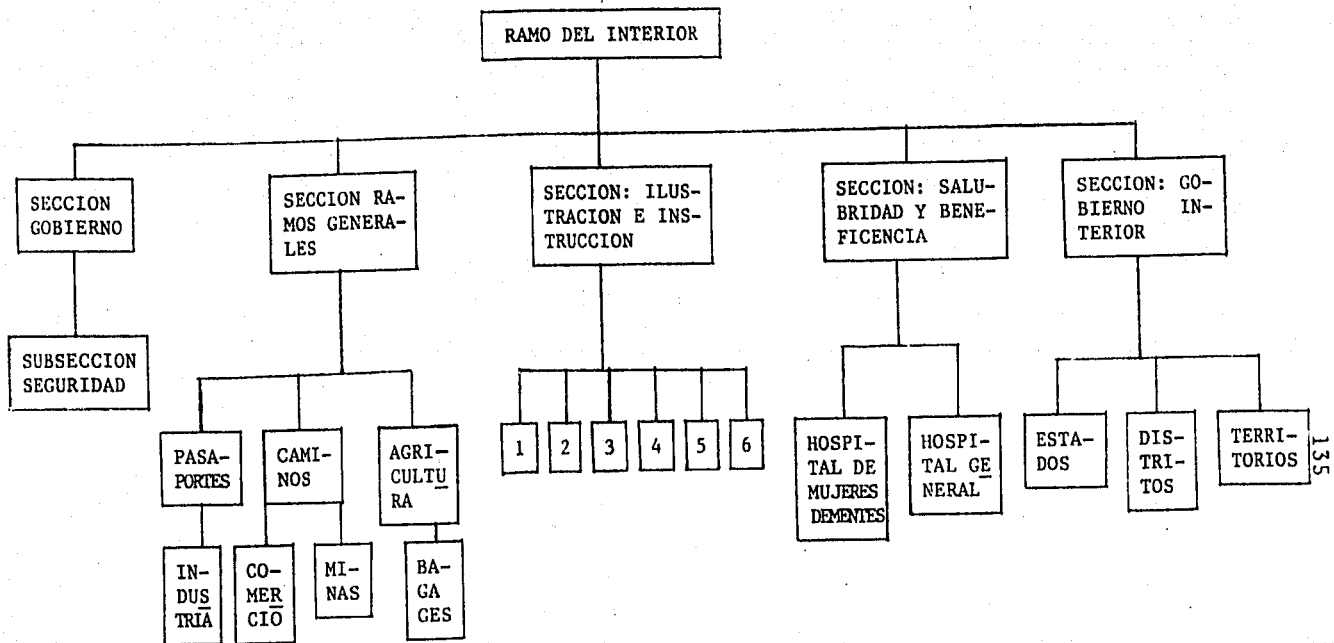 RAMO DEL INTERIOR
SECCION
GOBIERNO
SECCION RA-
MOS GENERA-
LES
SECCION: ILUS-
TRACION E INS-
TRUCCION
SECCION: SALU-
BRIDAD Y BENE-
FICENCIA
SECCION: GO-
BIERNO IN-
TERIOR
SUBSECCION
SEGURIDAD
PASA-
PORTES
CAMI-
NOS
AGRI-
CULTU
RA
1
2
3
4
5
6
HOSPI-
TAL DE
MUJERES
DEMENTES
HOSPI-
TAL GE
NERAL
ESTA-
DOS
DIS-
TRI-
TOS
TERRI-
TORIOS
IN-
DUS
TRIA
CO-
MER
CIO
MI-
NAS
BA-
GA
GES
135